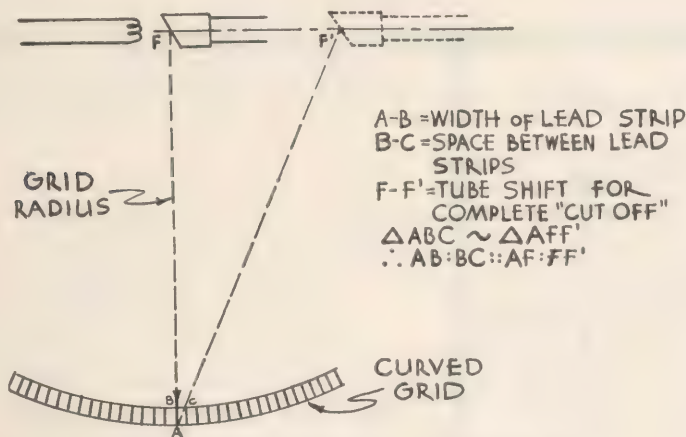 F
F'
A-B = WIDTH OF LEAD STRIP
B-C = SPACE BETWEEN LEAD
STRIPS
F-F' = TUBE SHIFT FOR
COMPLETE "CUT OFF"
△ABC ~ △AFF'
∴ AB:BC::AF:FF'
GRID
RADIUS
CURVED
GRID
B C
A